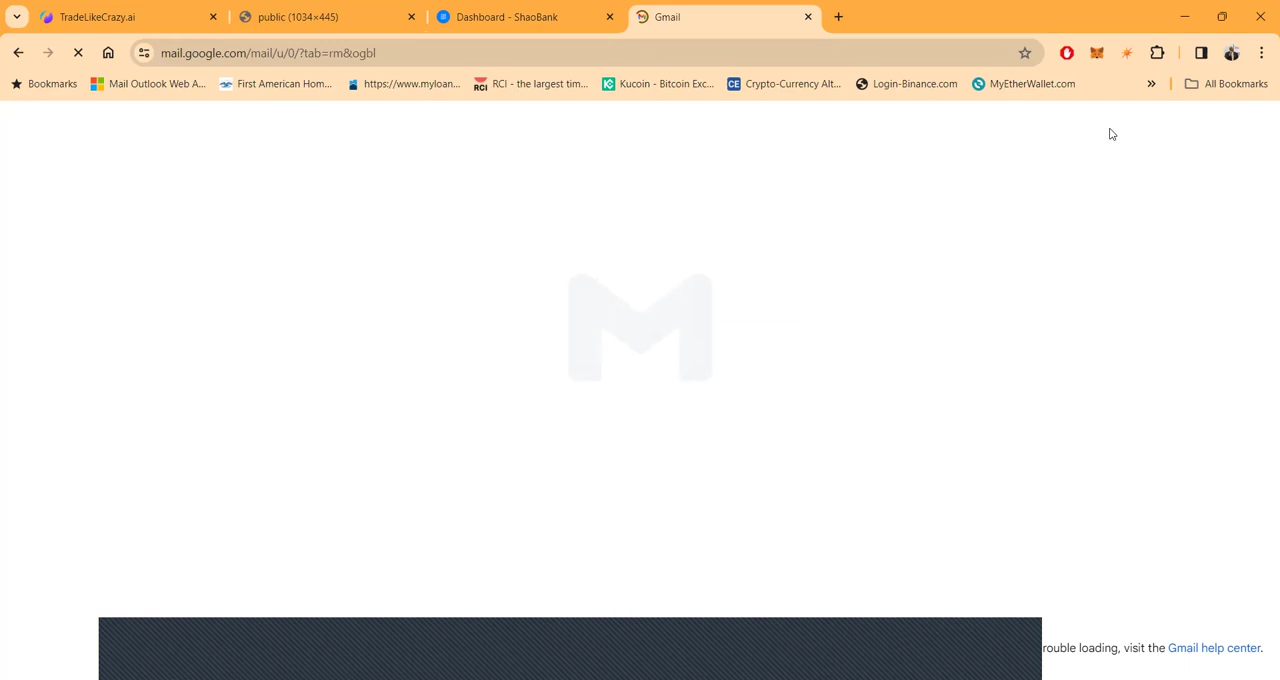 TradeLikeCrazy.ai
public (1034×445)
Dashboard - ShaoBank
Gmail
mail.google.com/mail/u/0/?tab=rm&ogbl
Bookmarks
Mail Outlook Web A...
First American Hom...
https://www.myloan...
RCI
RCI - the largest tim...
Kucoin - Bitcoin Exc...
CE
Crypto-Currency Alt...
Login-Binance.com
MyEtherWallet.com
All Bookmarks
rouble loading, visit the Gmail help center.